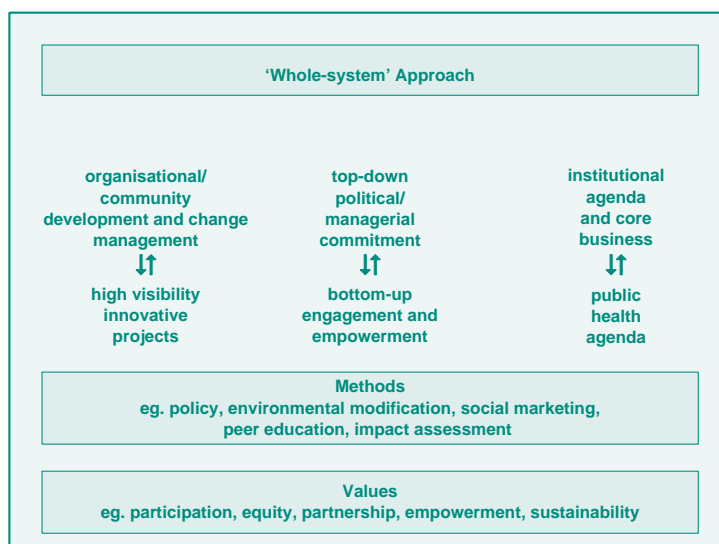 ‘Whole-system’ Approach
organisational/
community
development and change
management
top-down
political/
managerial
commitment
institutional
agenda
and core
business
high visibility
innovative
projects
bottom-up
engagement and
empowerment
public
health
agenda
Methods
eg. policy, environmental modification, social marketing,
peer education, impact assessment
Values
eg. participation, equity, partnership, empowerment, sustainability